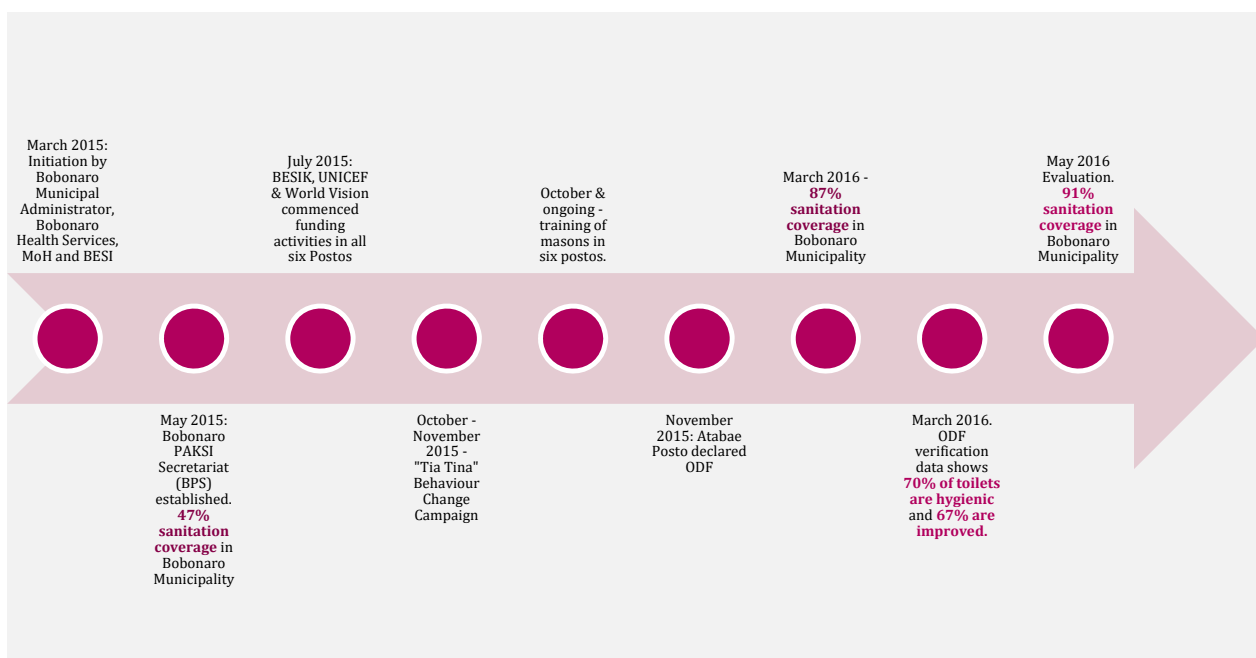 March 2015:
Initiation by
Bobonaro
Municipal
Administrator,
Bobonaro
Health Services,
MoH and BESI
May 2015:
Bobonaro
PAKSI
Secretariat
(BPS)
established.
47%
sanitation
coverage in
Bobonaro
Municipality
July 2015:
BESIK, UNICEF
& World Vision
commenced
funding
activities in all
six Postos
October -
November
2015 -
"Tia Tina"
Behaviour
Change
Campaign
October &
ongoing -
training of
masons in
six postos.
November
2015: Atabae
Posto declared
ODF
March 2016 -
87%
sanitation
coverage in
Bobonaro
Municipality
March 2016.
ODF
verification
data shows
70% of toilets
are hygienic
and 67% are
improved.
May 2016
Evaluation.
91%
sanitation
coverage in
Bobonaro
Municipality